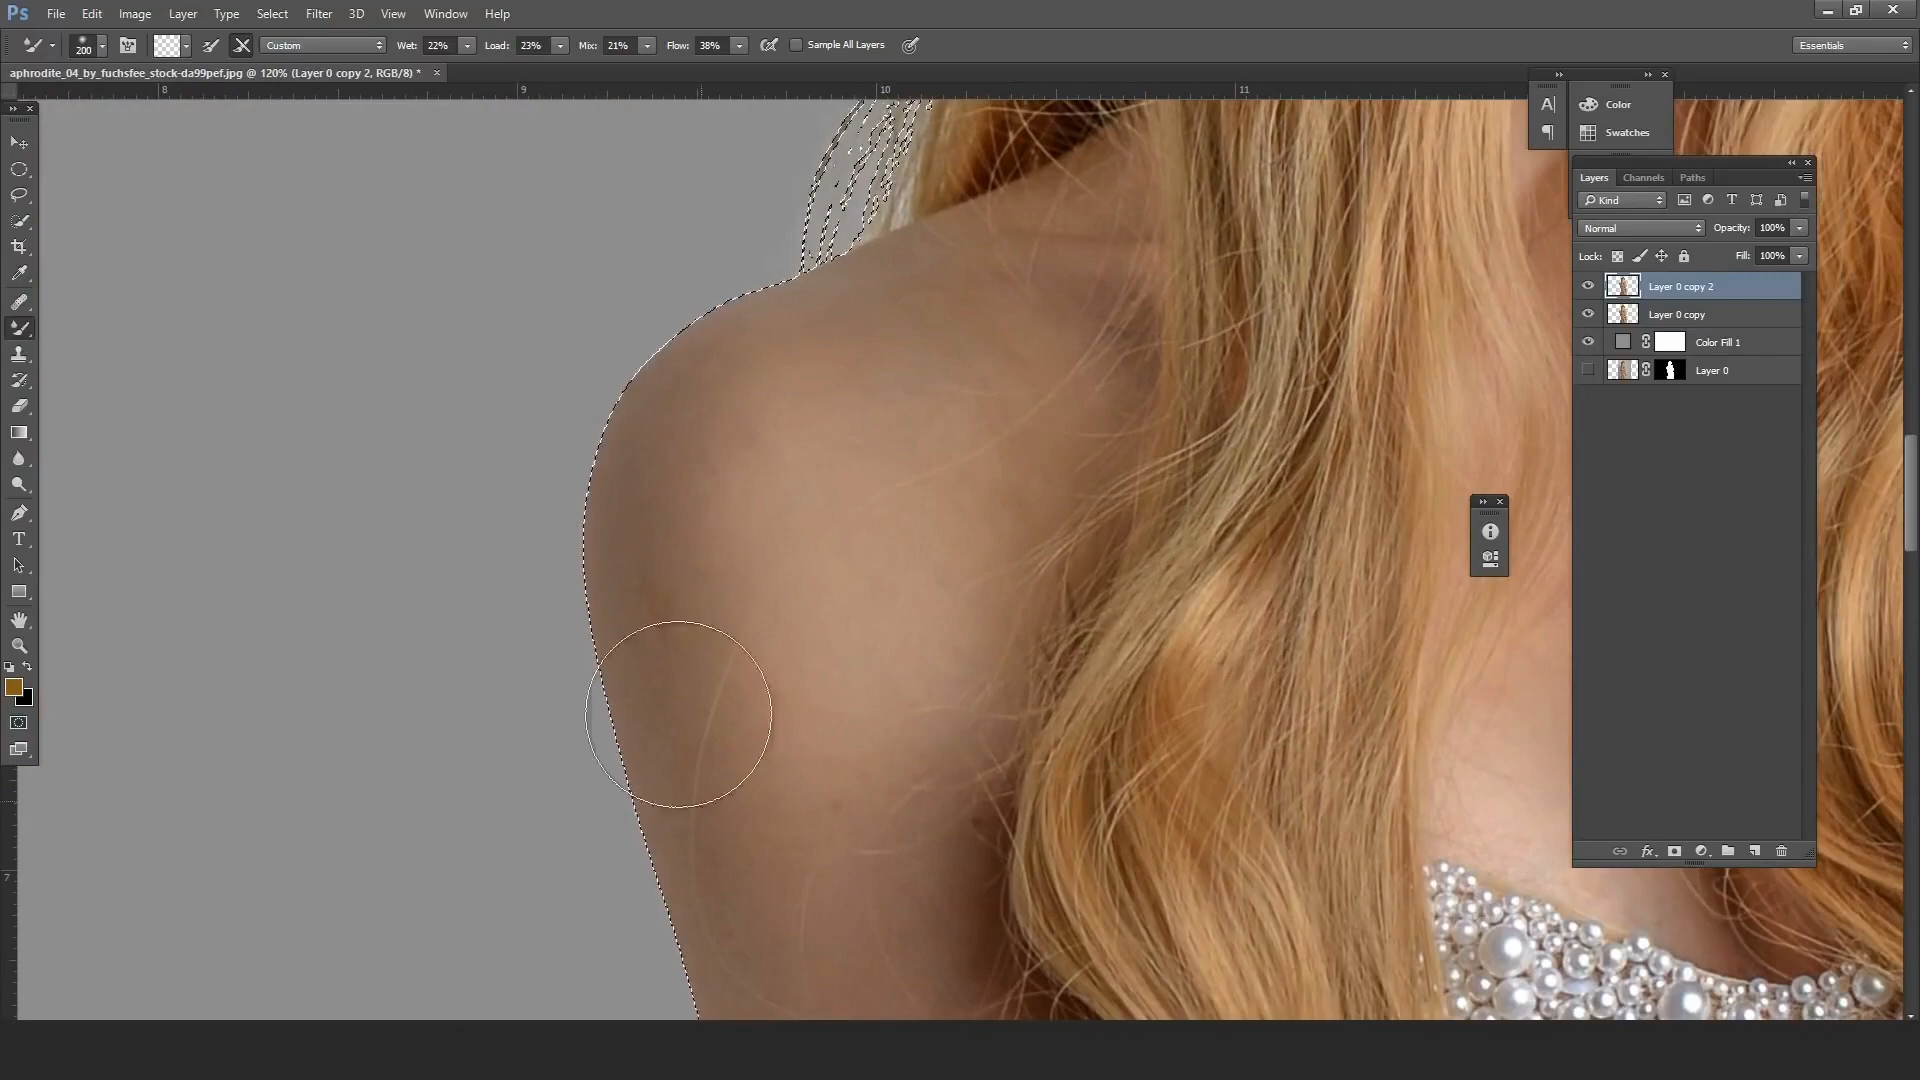 Ps File Edit Image Layer Type Select Filter 3D View Window Help
200 Custom Wet: 22% Load: 23% Mix: 21% Flow: 38% Sample All Layers Essentials
aphrodite_04_by_fuchsfee_stock-da99pef.jpg @ 120% (Layer 0 copy 2, RGB/8) *
8 9 10 11
A Color
Swatches
Layers Channels Paths
Kind T
Normal Opacity: 100%
Lock: Fill: 100%
Layer 0 copy 2
Layer 0 copy
Color Fill 1
Layer 0
T
fx
7